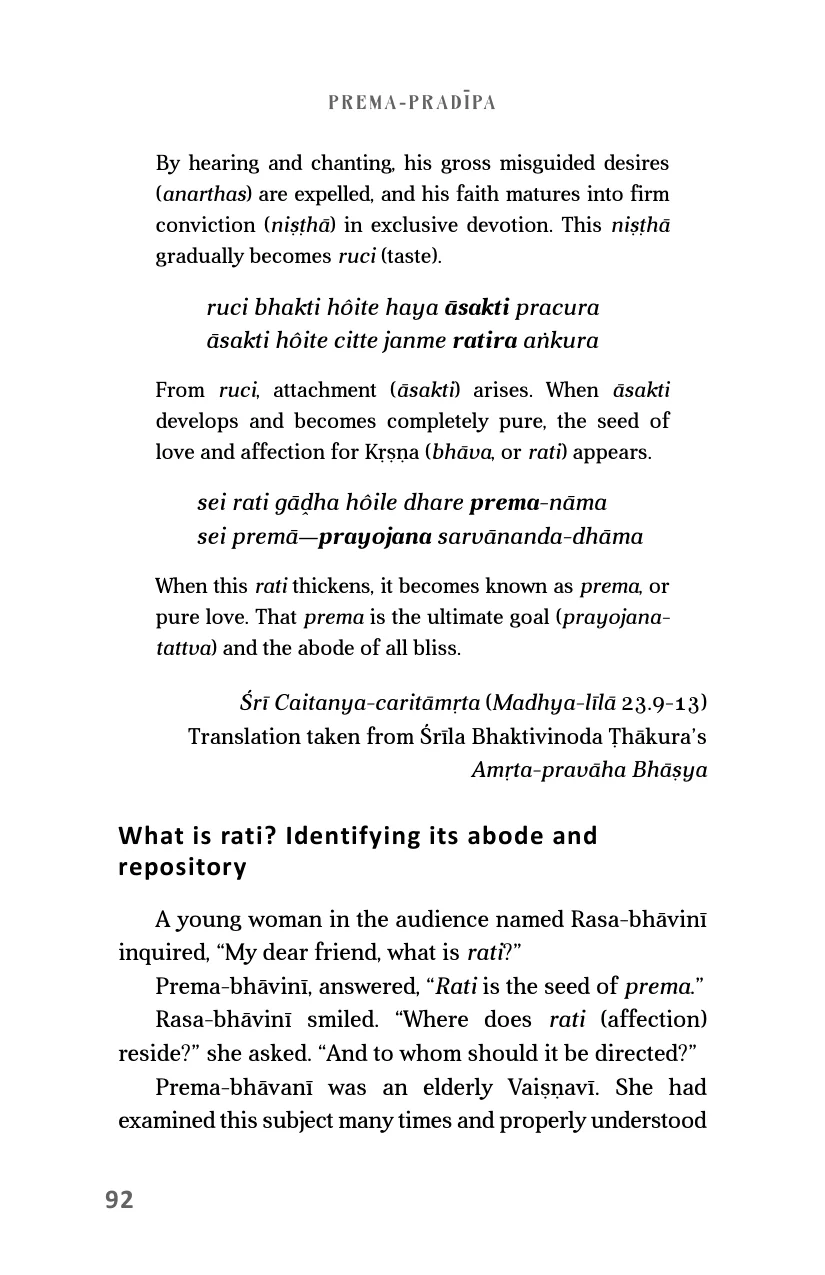 PREMA-PRADĪPA
By hearing and chanting, his gross misguided desires
(anarthas) are expelled, and his faith matures into firm
conviction (niṣṭhā) in exclusive devotion. This niṣṭhā
gradually becomes ruci (taste).
ruci bhakti hôite haya āsakti pracura
āsakti hôite citte janme ratira aṅkura
From ruci, attachment (āsakti) arises. When āsakti
develops and becomes completely pure, the seed of
love and affection for Kṛṣṇa (bhāva, or rati) appears.
sei rati gāḓha hôile dhare prema-nāma
sei premā—prayojana sarvānanda-dhāma
When this rati thickens, it becomes known as prema, or
pure love. That prema is the ultimate goal (prayojana-
tattva) and the abode of all bliss.
Śrī Caitanya-caritāmṛta (Madhya-līlā 23.9-13)
Translation taken from Śrīla Bhaktivinoda Ṭhākura’s
Amṛta-pravāha Bhāṣya
What is rati? Identifying its abode and
repository
A young woman in the audience named Rasa-bhāvinī
inquired, “My dear friend, what is rati?”
Prema-bhāvinī, answered, “Rati is the seed of prema.”
Rasa-bhāvinī smiled. “Where does rati (affection)
reside?” she asked. “And to whom should it be directed?”
Prema-bhāvanī was an elderly Vaiṣṇavī. She had
examined this subject many times and properly understood
92